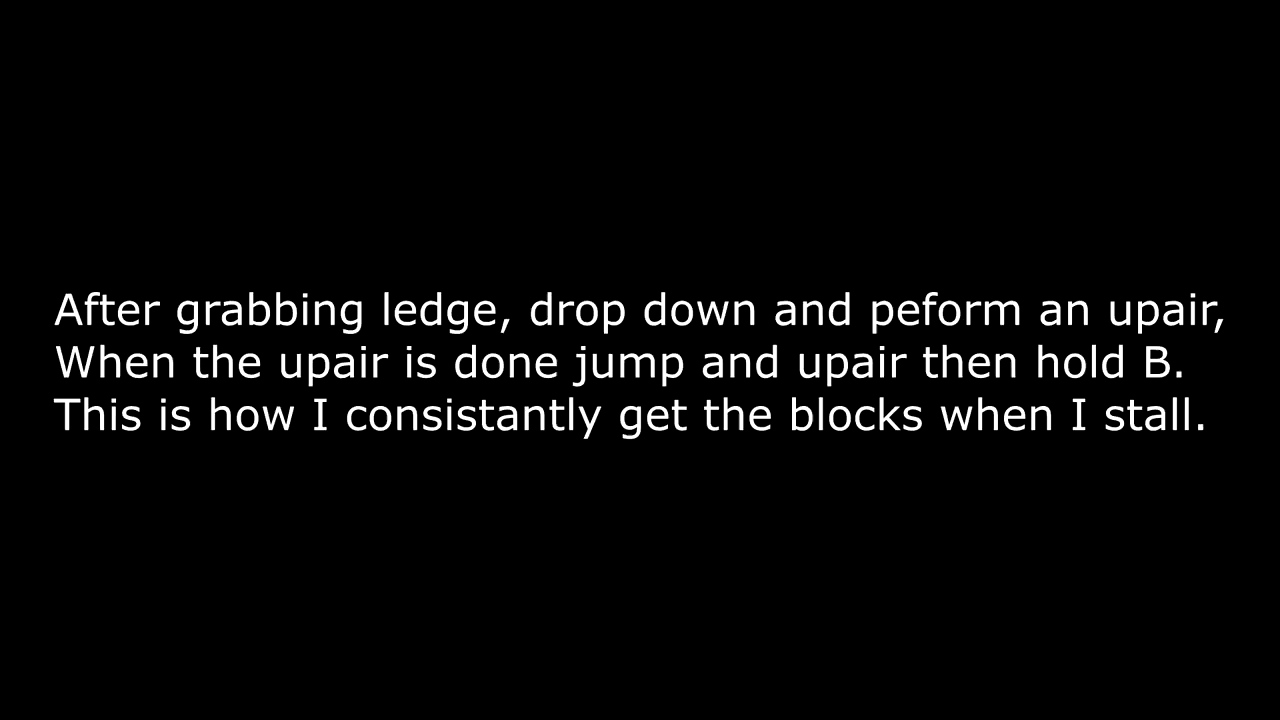 After grabbing ledge, drop down and peform an upair,
When the upair is done jump and upair then hold B.
This is how I consistantly get the blocks when I stall.